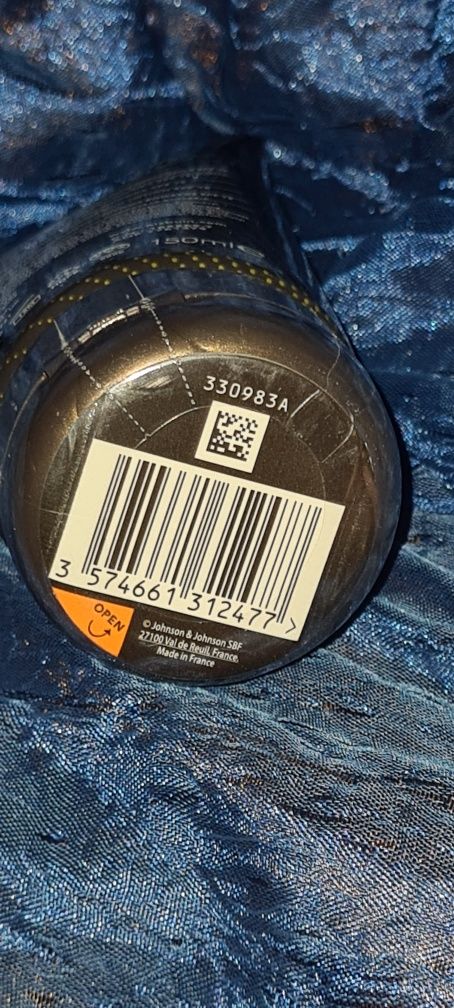 150ml
330983A
3 574661 312477 >
OPEN
© Johnson & Johnson SBF
27100 Val de Reuil, France.
Made in France